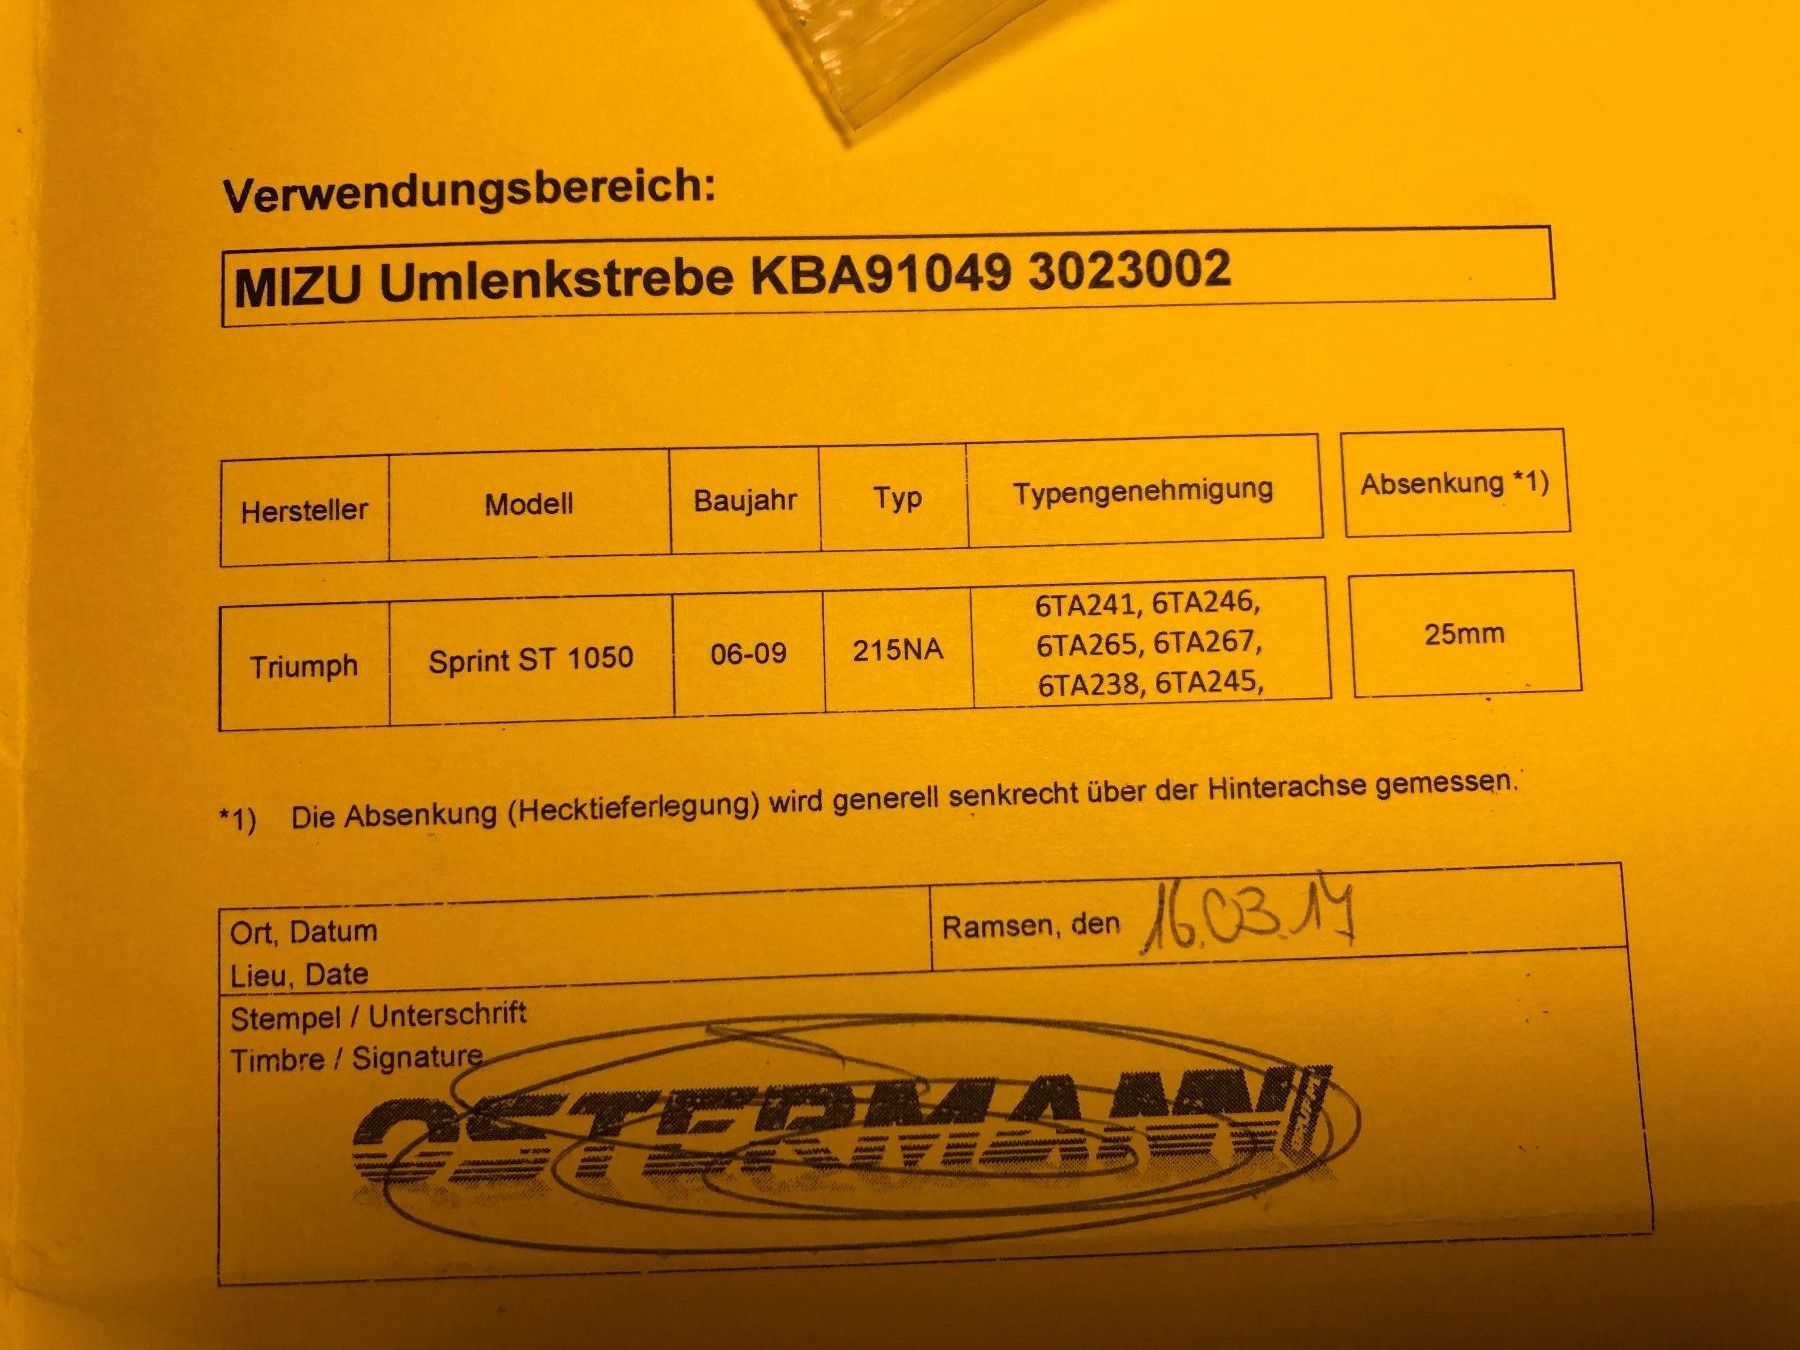 Verwendungsbereich:
MIZU Umlenkstrebe KBA91049 3023002
Hersteller Modell Baujahr Typ Typengenehmigung Absenkung *1)
Triumph Sprint ST 1050 06-09 215NA 6TA241, 6TA246, 25mm
6TA265, 6TA267,
6TA238, 6TA245,
*1) Die Absenkung (Hecktieferlegung) wird generell senkrecht über der Hinterachse gemessen.
Ort, Datum Ramsen, den 16.03.17
Lieu, Date
Stempel / Unterschrift
Timbre / Signature
OSTERMANN